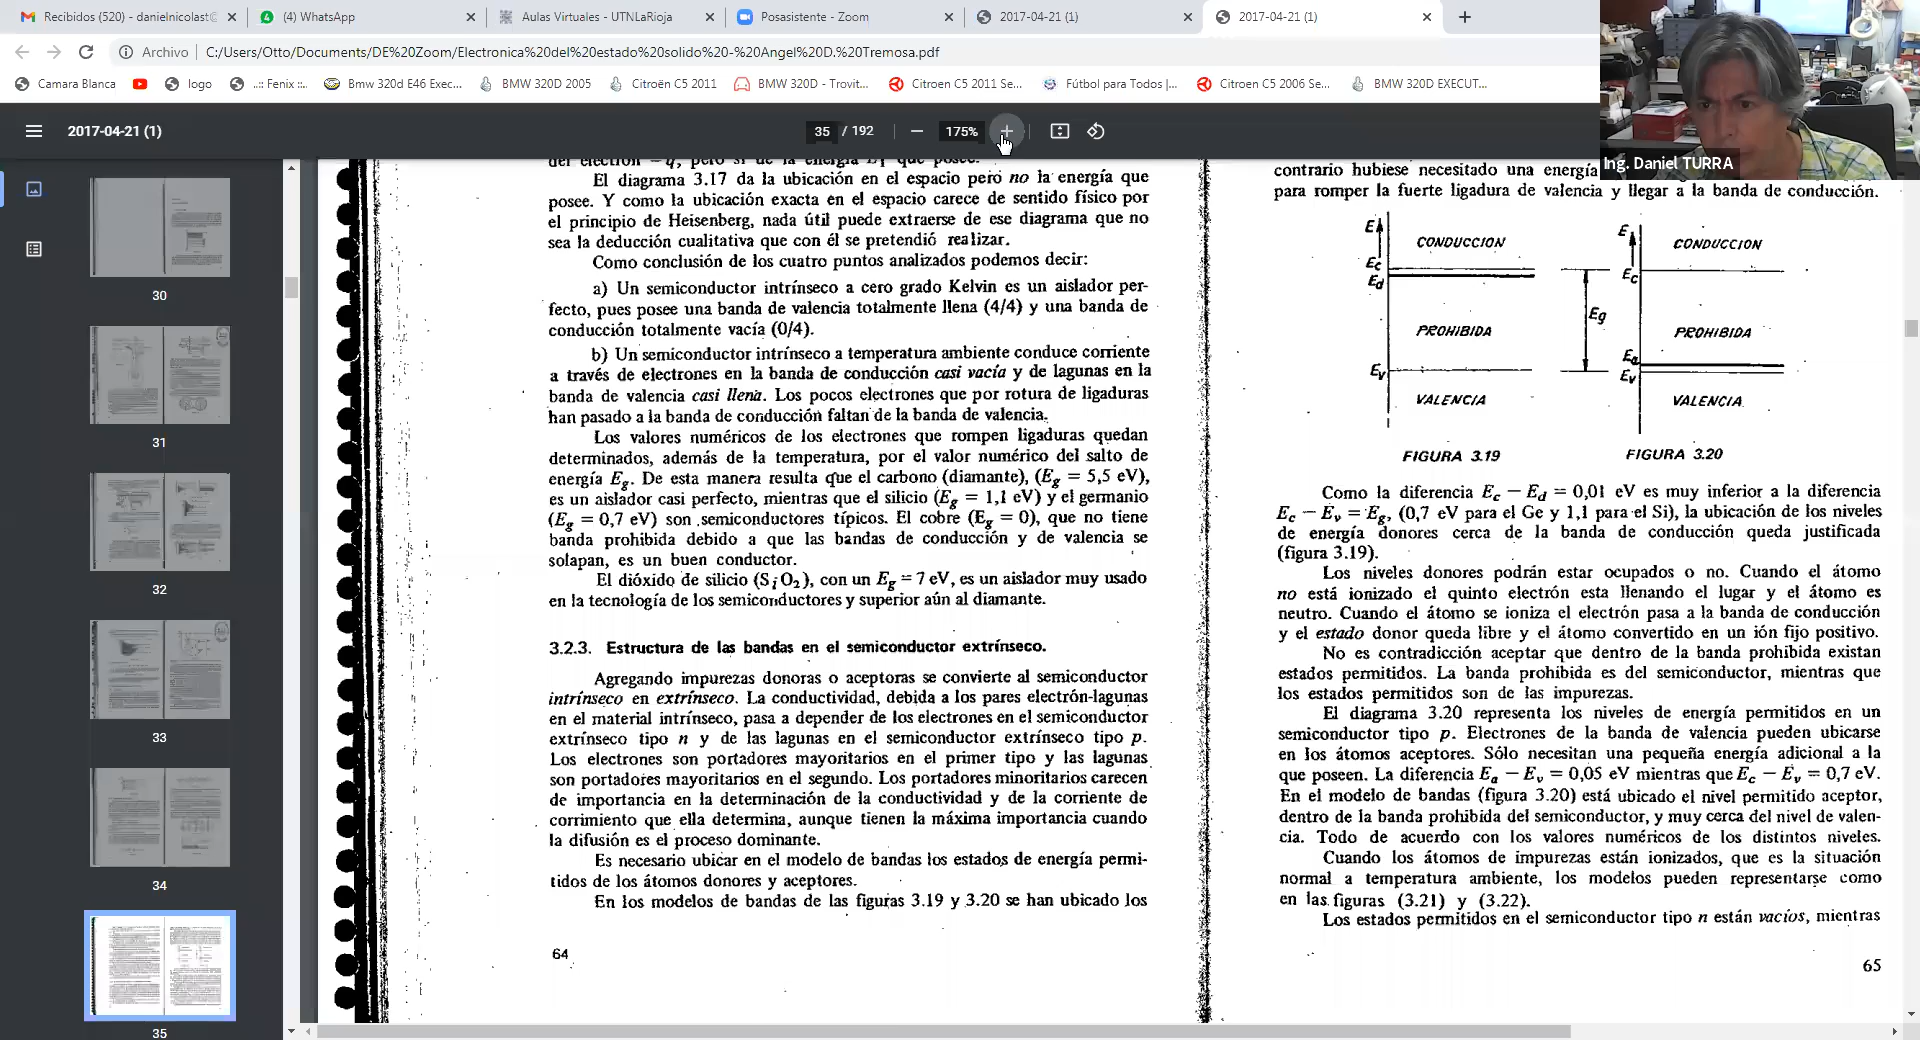 Recibidos (520) - danielnicolast@
(4) WhatsApp
Aulas Virtuales - UTNLaRioja
Posasistente - Zoom
2017-04-21 (1)
2017-04-21 (1)
Archivo
C:/Users/Otto/Documents/DE%20Zoom/Electronica%20del%20estado%20solido%20-%20Angel%20D.%20Tremosa.pdf
Camara Blanca
logo
..:: Fenix ::..
Bmw 320d E46 Exec...
BMW 320D 2005
Citroën C5 2011
BMW 320D - Trovit...
Citroen C5 2011 Se...
Fútbol para Todos |...
Citroen C5 2006 Se...
BMW 320D EXECUT...
2017-04-21 (1)
35 / 192
175%
Ing. Daniel TURRA
30
31
32
33
34
35
del electrón -q, pero sí de la energía E1 que posee.
El diagrama 3.17 da la ubicación en el espacio pero no la energía que
posee. Y como la ubicación exacta en el espacio carece de sentido físico por
el principio de Heisenberg, nada útil puede extraerse de ese diagrama que no
sea la deducción cualitativa que con él se pretendió realizar.
Como conclusión de los cuatro puntos analizados podemos decir:
a) Un semiconductor intrínseco a cero grado Kelvin es un aislador per-
fecto, pues posee una banda de valencia totalmente llena (4/4) y una banda de
conducción totalmente vacía (0/4).
b) Un semiconductor intrínseco a temperatura ambiente conduce corriente
a través de electrones en la banda de conducción casi vacía y de lagunas en la
banda de valencia casi llena. Los pocos electrones que por rotura de ligaduras
han pasado a la banda de conducción faltan de la banda de valencia.
Los valores numéricos de los electrones que rompen ligaduras quedan
determinados, además de la temperatura, por el valor numérico del salto de
energía Eg. De esta manera resulta que el carbono (diamante), (Eg = 5,5 eV),
es un aislador casi perfecto, mientras que el silicio (Eg = 1,1 eV) y el germanio
(Eg = 0,7 eV) son semiconductores típicos. El cobre (Eg = 0), que no tiene
banda prohibida debido a que las bandas de conducción y de valencia se
solapan, es un buen conductor.
El dióxido de silicio (SiO2), con un Eg = 7 eV, es un aislador muy usado
en la tecnología de los semiconductores y superior aún al diamante.
3.2.3. Estructura de las bandas en el semiconductor extrínseco.
Agregando impurezas donoras o aceptoras se convierte al semiconductor
intrínseco en extrínseco. La conductividad, debida a los pares electrón-lagunas
en el material intrínseco, pasa a depender de los electrones en el semiconductor
extrínseco tipo n y de las lagunas en el semiconductor extrínseco tipo p.
Los electrones son portadores mayoritarios en el primer tipo y las lagunas
son portadores mayoritarios en el segundo. Los portadores minoritarios carecen
de importancia en la determinación de la conductividad y de la corriente de
corrimiento que ella determina, aunque tienen la máxima importancia cuando
la difusión es el proceso dominante.
Es necesario ubicar en el modelo de bandas los estados de energía permi-
tidos de los átomos donores y aceptores.
En los modelos de bandas de las figuras 3.19 y 3.20 se han ubicado los
64
contrario hubiese necesitado una energía
para romper la fuerte ligadura de valencia y llegar a la banda de conducción.
E
CONDUCCION
Ec
Ed
PROHIBIDA
Ev
VALENCIA
FIGURA 3.19
Eg
E
CONDUCCION
Ec
PROHIBIDA
Ea
Ev
VALENCIA
FIGURA 3.20
Como la diferencia Ec - Ed = 0,01 eV es muy inferior a la diferencia
Ec - Ev = Eg, (0,7 eV para el Ge y 1,1 para el Si), la ubicación de los niveles
de energía donores cerca de la banda de conducción queda justificada
(figura 3.19).
Los niveles donores podrán estar ocupados o no. Cuando el átomo
no está ionizado el quinto electrón esta llenando el lugar y el átomo es
neutro. Cuando el átomo se ioniza el electrón pasa a la banda de conducción
y el estado donor queda libre y el átomo convertido en un ión fijo positivo.
No es contradicción aceptar que dentro de la banda prohibida existan
estados permitidos. La banda prohibida es del semiconductor, mientras que
los estados permitidos son de las impurezas.
El diagrama 3.20 representa los niveles de energía permitidos en un
semiconductor tipo p. Electrones de la banda de valencia pueden ubicarse
en los átomos aceptores. Sólo necesitan una pequeña energía adicional a la
que poseen. La diferencia Ea - Ev = 0,05 eV mientras que Ec - Ev = 0,7 eV.
En el modelo de bandas (figura 3.20) está ubicado el nivel permitido aceptor,
dentro de la banda prohibida del semiconductor, y muy cerca del nivel de valen-
cia. Todo de acuerdo con los valores numéricos de los distintos niveles.
Cuando los átomos de impurezas están ionizados, que es la situación
normal a temperatura ambiente, los modelos pueden representarse como
en las figuras (3.21) y (3.22).
Los estados permitidos en el semiconductor tipo n están vacíos, mientras
65